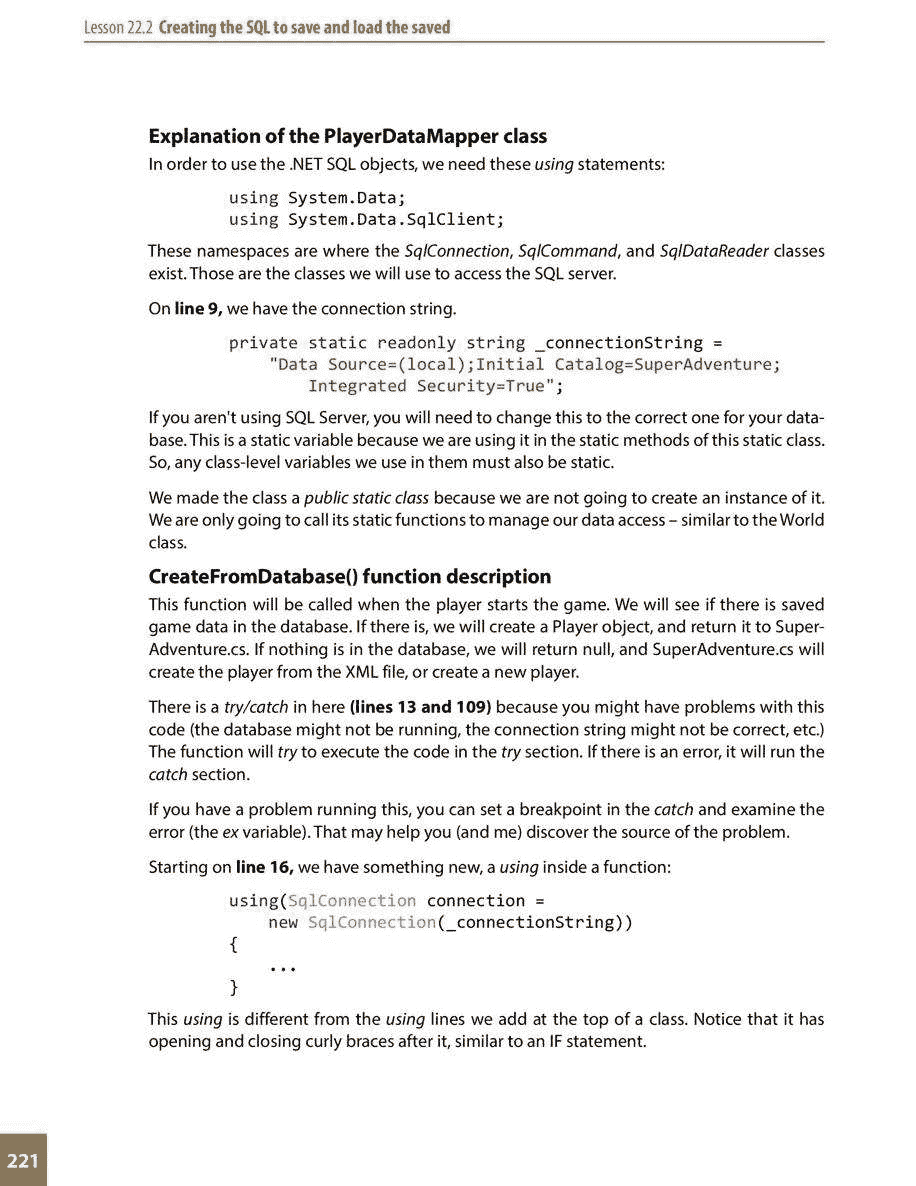 Lesson 22.2 Creating the SQL to save and load the saved
Explanation of the PlayerDataMapper class
In order to use the .NET SQL objects, we need these using statements:
using System.Data;
using System.Data.SqlClient;
These namespaces are where the SqlConnection, SqlCommand, and SqlDataReader classes
exist. Those are the classes we will use to access the SQL server.
On line 9, we have the connection string.
private static readonly string _connectionString =
"Data Source=(local);Initial Catalog=SuperAdventure;
Integrated Security=True";
If you aren't using SQL Server, you will need to change this to the correct one for your data-
base. This is a static variable because we are using it in the static methods of this static class.
So, any class-level variables we use in them must also be static.
We made the class a public static class because we are not going to create an instance of it.
We are only going to call its static functions to manage our data access – similar to the World
class.
CreateFromDatabase() function description
This function will be called when the player starts the game. We will see if there is saved
game data in the database. If there is, we will create a Player object, and return it to Super-
Adventure.cs. If nothing is in the database, we will return null, and SuperAdventure.cs will
create the player from the XML file, or create a new player.
There is a try/catch in here (lines 13 and 109) because you might have problems with this
code (the database might not be running, the connection string might not be correct, etc.)
The function will try to execute the code in the try section. If there is an error, it will run the
catch section.
If you have a problem running this, you can set a breakpoint in the catch and examine the
error (the ex variable). That may help you (and me) discover the source of the problem.
Starting on line 16, we have something new, a using inside a function:
using(SqlConnection connection =
new SqlConnection(_connectionString))
{
...
}
This using is different from the using lines we add at the top of a class. Notice that it has
opening and closing curly braces after it, similar to an IF statement.
221